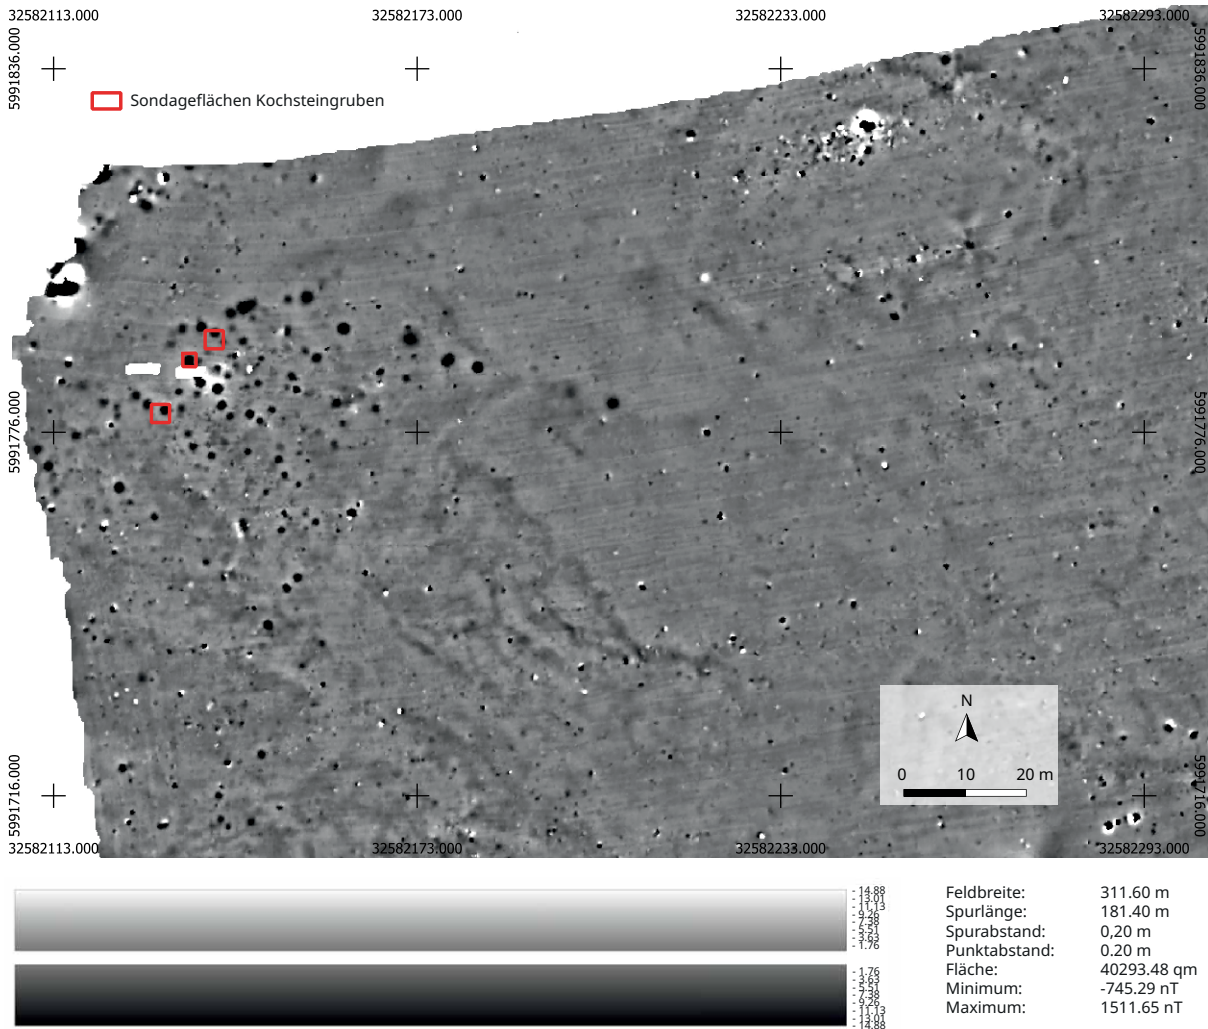 32582113.000 32582173.000 32582233.000 32582293.000
5991836.000 5991836.000
Sondageflächen Kochsteingruben
5991776.000 5991776.000
N
0 10 20 m
5991716.000 5991716.000
32582113.000 32582173.000 32582233.000 32582293.000
- 14.88
- 13.01
- 11.13
- 9.26
- 7.38
- 5.51
- 3.63
- 1.76
- 1.76
- 3.63
- 5.51
- 7.38
- 9.26
- 11.13
- 13.01
- 14.88
Feldbreite: 311.60 m
Spurlänge: 181.40 m
Spurabstand: 0,20 m
Punktabstand: 0.20 m
Fläche: 40293.48 qm
Minimum: -745.29 nT
Maximum: 1511.65 nT